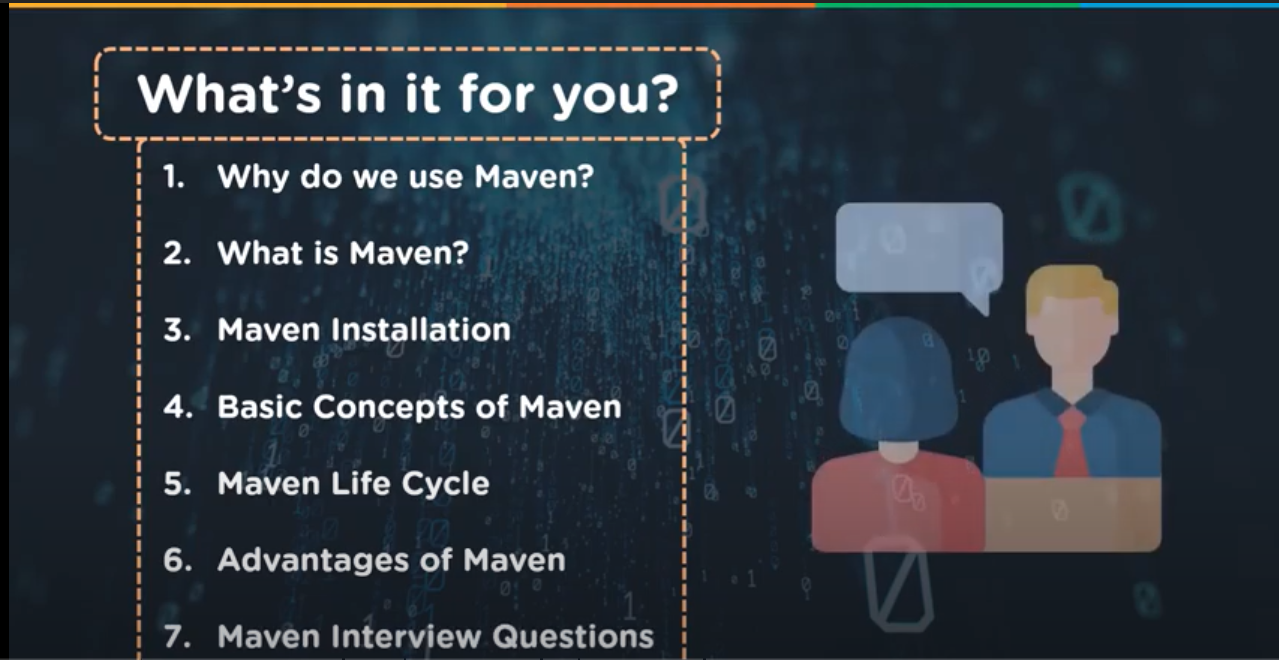 What's in it for you?
1. Why do we use Maven?
2. What is Maven?
3. Maven Installation
4. Basic Concepts of Maven
5. Maven Life Cycle
6. Advantages of Maven
7. Maven Interview Questions